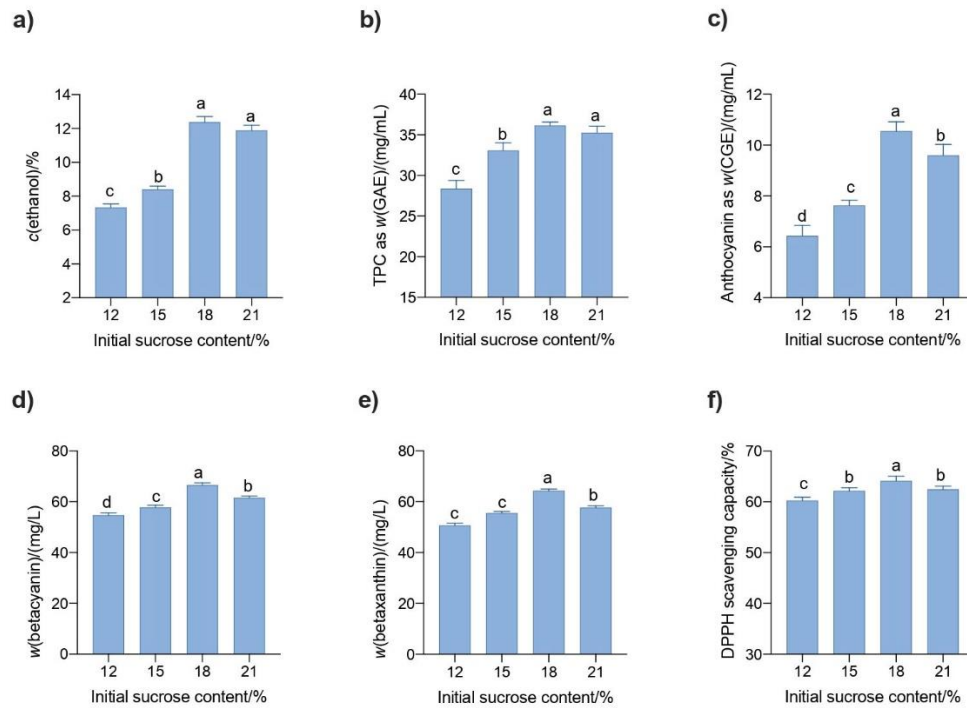 a)
c(ethanol)/%
14
12
10
8
6
4
2
c
b
a
a
12 15 18 21
Initial sucrose content/%
b)
TPC as w(GAE)/(mg/mL)
40
35
30
25
20
15
c
b
a
a
12 15 18 21
Initial sucrose content/%
c)
Anthocyanin as w(CGE)/(mg/mL)
12
10
8
6
4
d
c
a
b
12 15 18 21
Initial sucrose content/%
d)
w(betacyanin)/(mg/L)
80
60
40
20
0
d
c
a
b
12 15 18 21
Initial sucrose content/%
e)
w(betaxanthin)/(mg/L)
80
60
40
20
0
c
c
a
b
12 15 18 21
Initial sucrose content/%
f)
DPPH scavenging capacity/%
70
60
50
40
30
c
b
a
b
12 15 18 21
Initial sucrose content/%